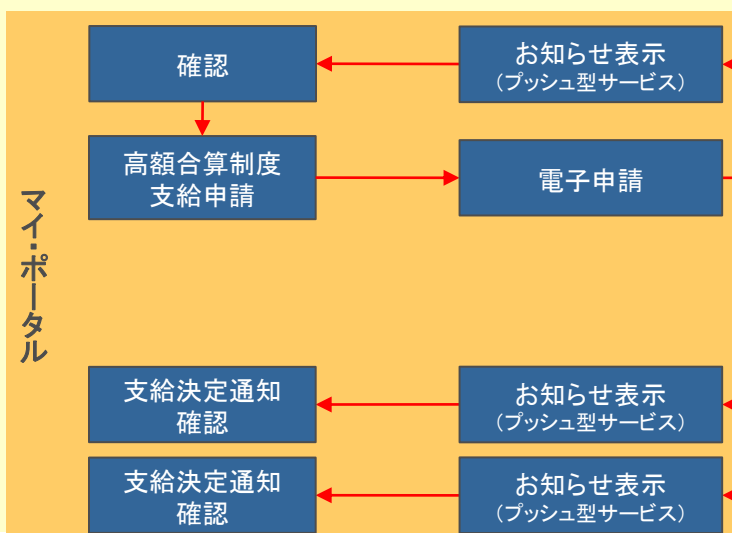 マイ・ポータル
確認
お知らせ表示
（プッシュ型サービス）
高額合算制度
支給申請
電子申請
支給決定通知
確認
お知らせ表示
（プッシュ型サービス）
支給決定通知
確認
お知らせ表示
（プッシュ型サービス）